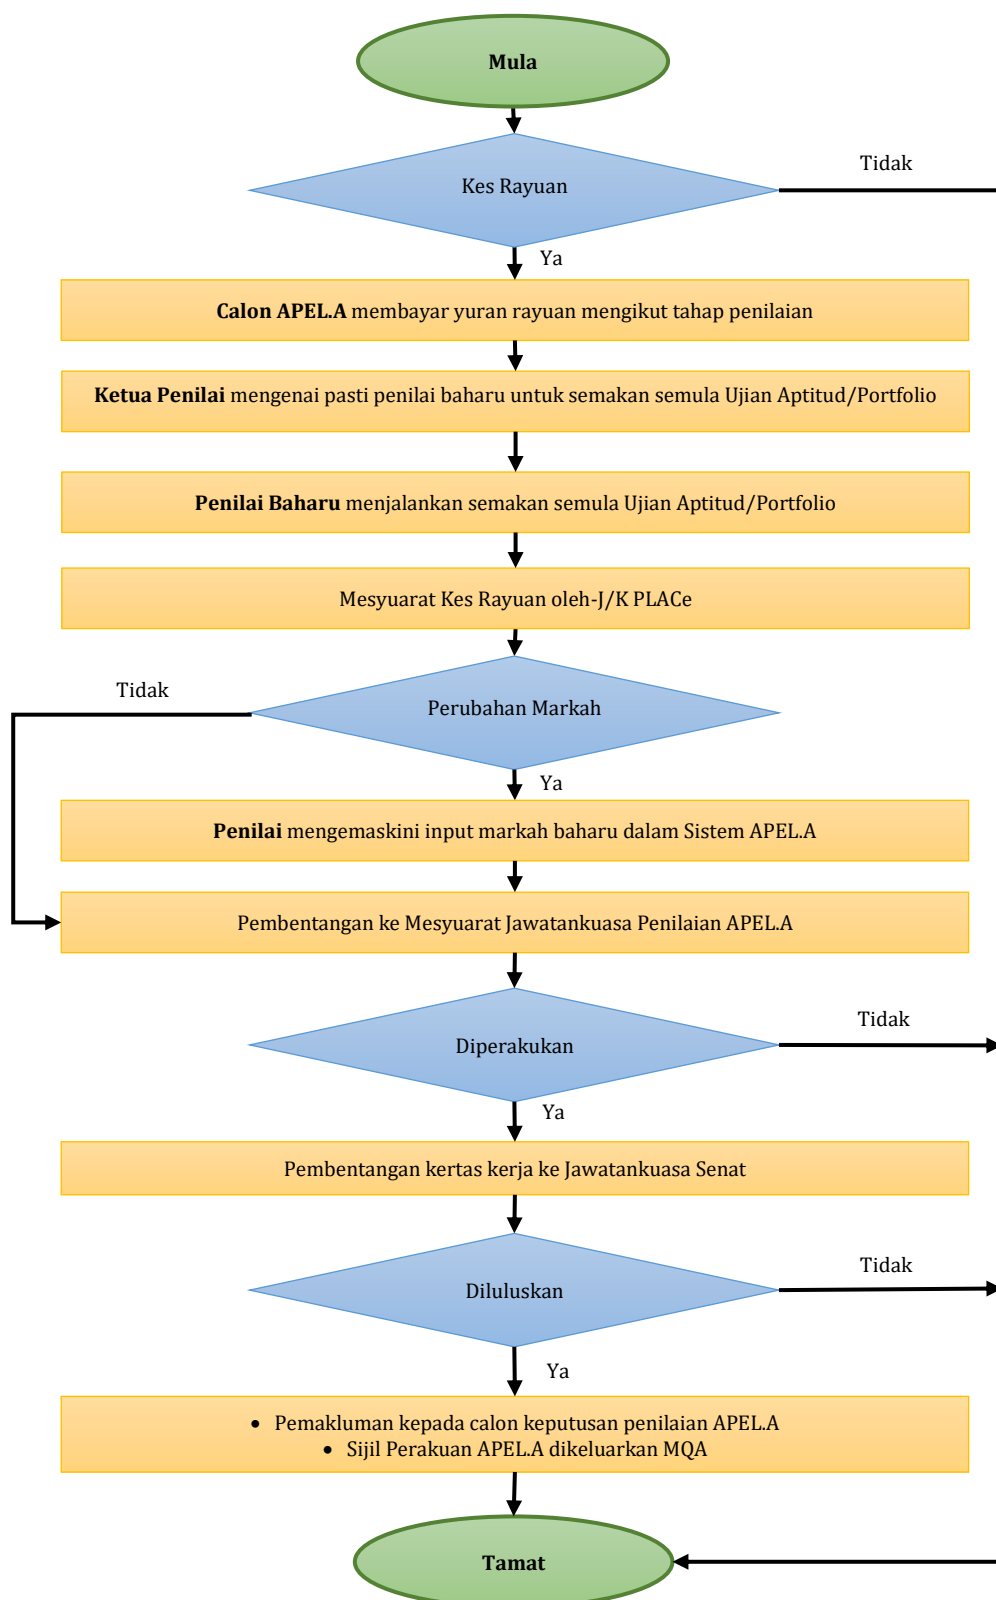 Mula
Tidak
Kes Rayuan
Ya
Calon APEL.A membayar yuran rayuan mengikut tahap penilaian
Ketua Penilai mengenai pasti penilai baharu untuk semakan semula Ujian Aptitud/Portfolio
Penilai Baharu menjalankan semakan semula Ujian Aptitud/Portfolio
Mesyuarat Kes Rayuan oleh-J/K PLACe
Tidak
Perubahan Markah
Ya
Penilai mengemaskini input markah baharu dalam Sistem APEL.A
Pembentangan ke Mesyuarat Jawatankuasa Penilaian APEL.A
Tidak
Diperakukan
Ya
Pembentangan kertas kerja ke Jawatankuasa Senat
Tidak
Diluluskan
Ya
• Pemakluman kepada calon keputusan penilaian APEL.A
• Sijil Perakuan APEL.A dikeluarkan MQA
Tamat